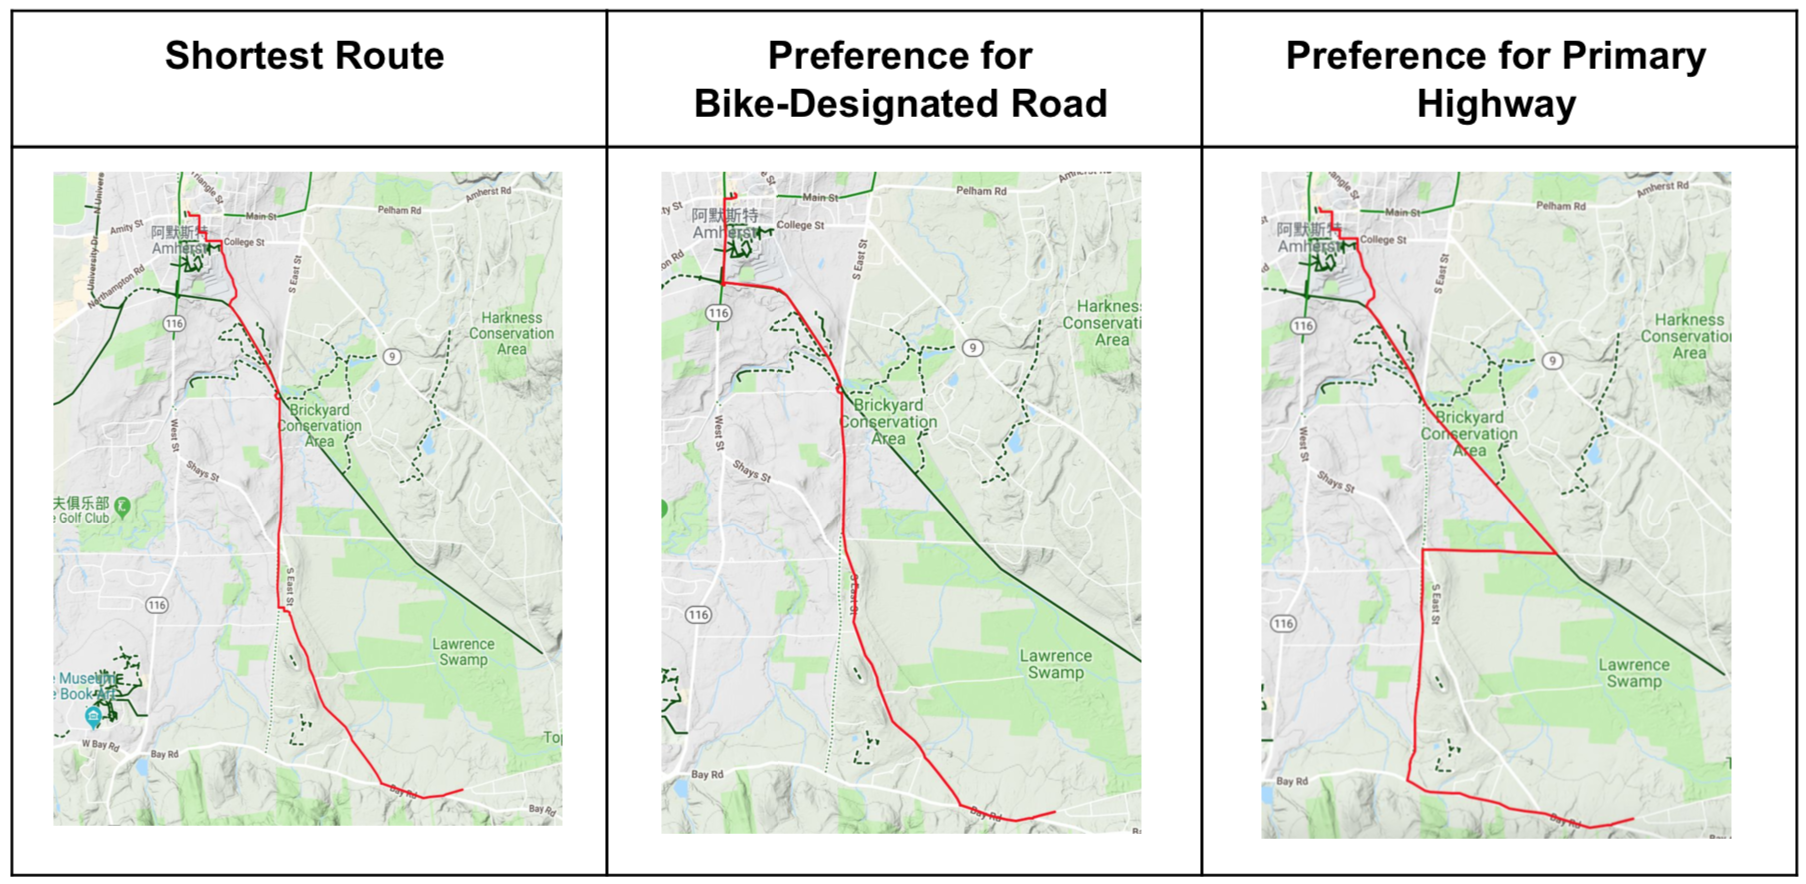 Shortest Route
Preference for
Bike-Designated Road
Preference for Primary
Highway
Triangle St
N Univers
Amherst Rd
Main St
Pelham Rd
Amity St
阿默斯特
Amherst
College St
University Dr
S East St
Northampton Rd
116
Harkness
Conservation
Area
9
Brickyard
Conservation
Area
West St
Shays St
夫俱乐部
e Golf Club
S East St
116
Lawrence
Swamp
e Museum
e Book Art
Top
W Bay Rd
Bay Rd
Bay Rd
Bay Rd
e St
Main St
Pelham Rd
Amherst Rd
ty St
阿默斯特
Amherst
College St
on Rd
S East St
116
Harknes
Conservati
Area
9
Brickyard
Conservation
Area
West St
Shays St
S East St
116
Lawrence
Swamp
Bay Rd
Bay Rd
B
iangle St
Amherst Rd
Main St
Pelham Rd
St
阿默斯特
Amherst
College St
S East St
Rd
116
Harkness
Conservation
Area
9
Brickyard
Conservation
Area
West St
Shays St
S East St
116
Lawrence
Swamp
Bay Rd
Bay Rd